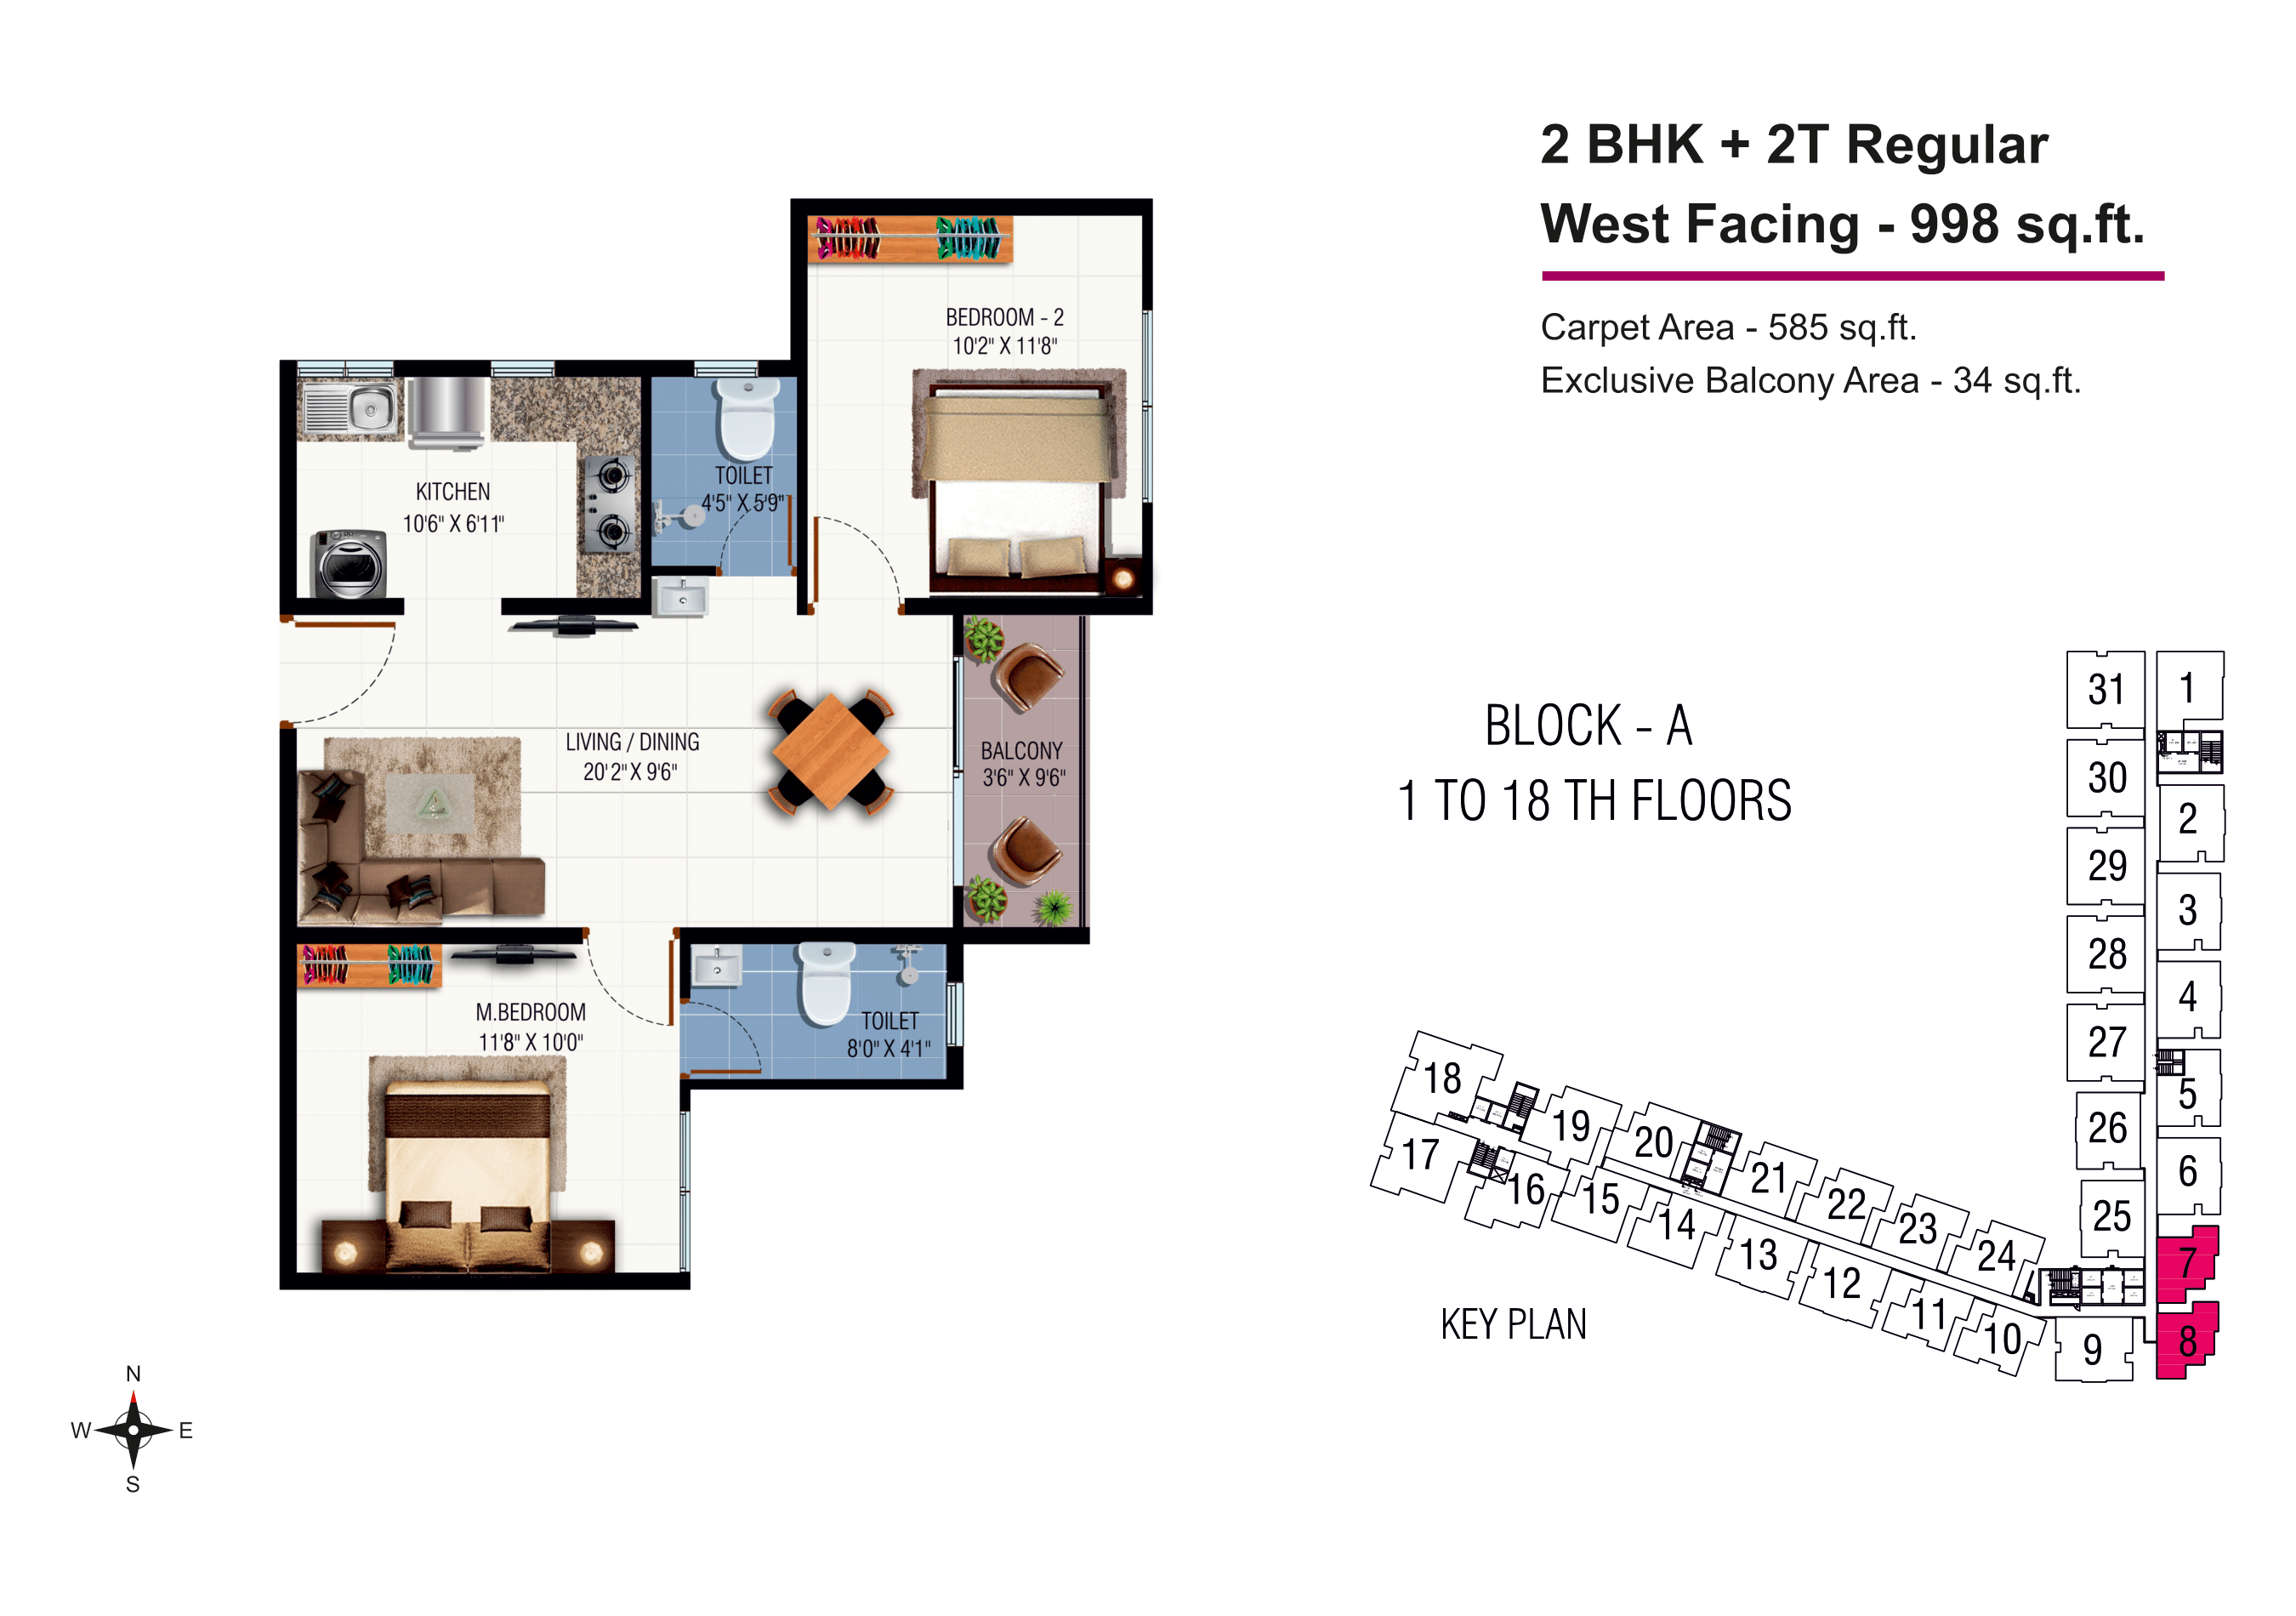 2 BHK + 2T Regular
West Facing - 998 sq.ft.
Carpet Area - 585 sq.ft.
Exclusive Balcony Area - 34 sq.ft.
BEDROOM - 2
10'2" X 11'8"
KITCHEN
10'6" X 6'11"
TOILET
4'5" X 5'9"
LIVING / DINING
20'2" X 9'6"
BALCONY
3'6" X 9'6"
M.BEDROOM
11'8" X 10'0"
TOILET
8'0" X 4'1"
N
W E
S
BLOCK - A
1 TO 18 TH FLOORS
31 1
30 2
29 3
28 4
27 5
26 6
25 7
8
18 19 20 21 22 23 24
17 16 15 14 13 12 11 10 9
KEY PLAN